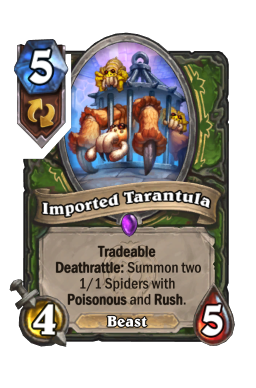 5
Imported Tarantula
Tradeable
Deathrattle: Summon two
1/1 Spiders with
Poisonous and Rush.
4 Beast 5